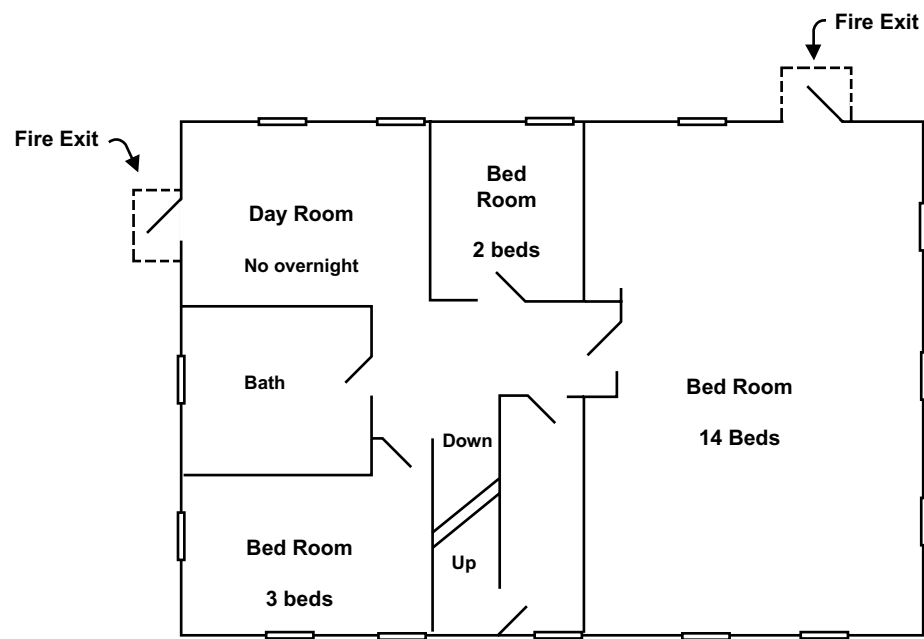 Fire Exit
Fire Exit
Bed
Room
2 beds
Day Room
No overnight
Bath
Bed Room
14 Beds
Down
Up
Bed Room
3 beds